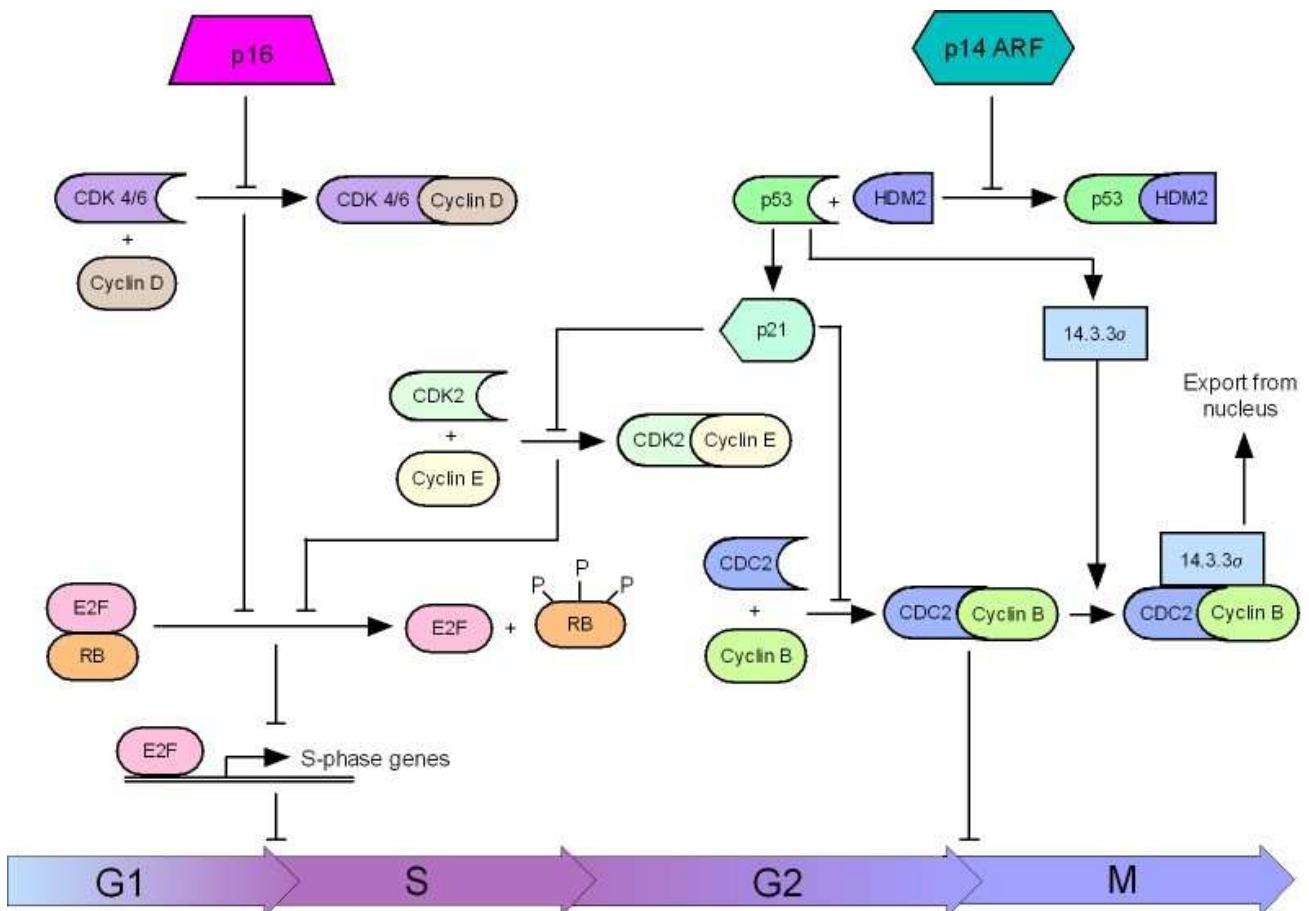 p16
p14 ARF
CDK 4/6
CDK 4/6
Cyclin D
p53
+
HDM2
p53
HDM2
+
Cyclin D
p21
14.3.3σ
Export from
nucleus
CDK2
+
CDK2
Cyclin E
Cyclin E
P
P
P
CDC2
14.3.3σ
E2F
RB
E2F
+
RB
+
CDC2
Cyclin B
CDC2
Cyclin B
Cyclin B
E2F
S-phase genes
G1
S
G2
M